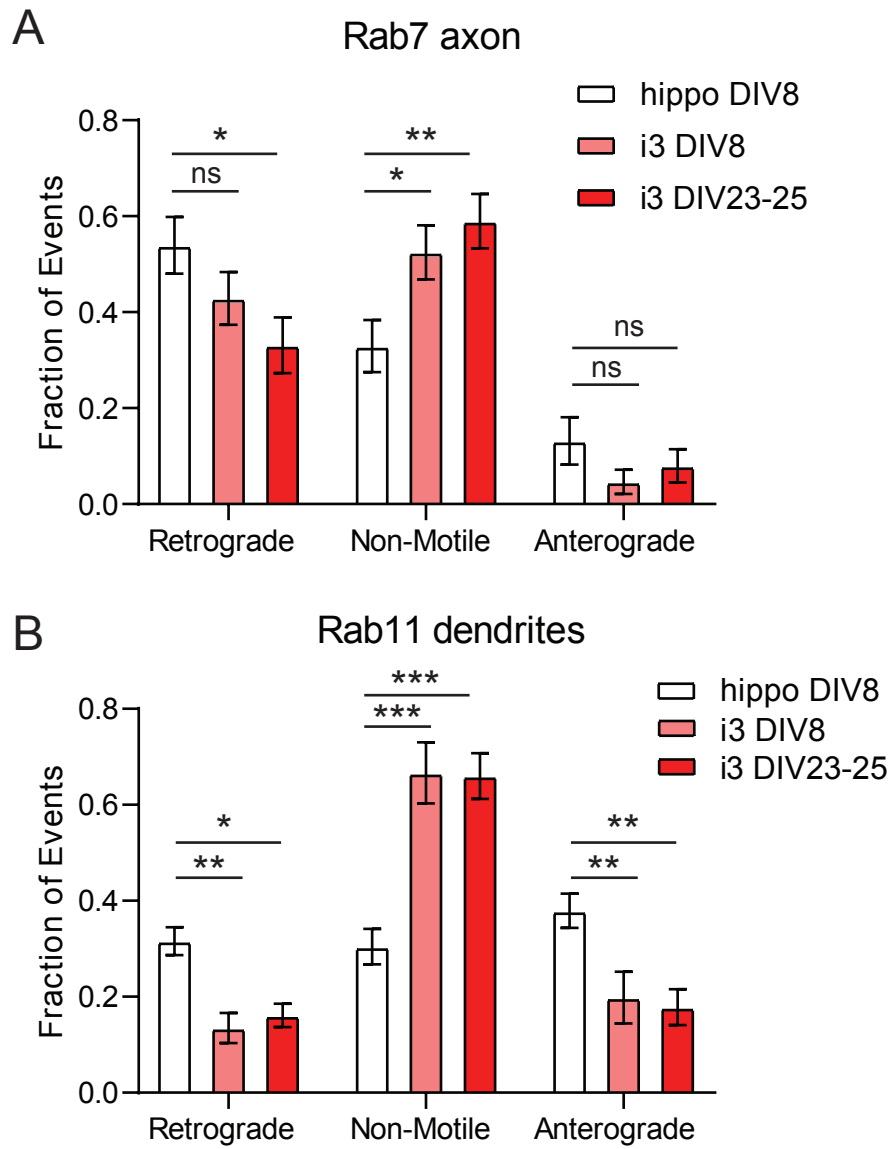 A
Rab7 axon
hippo DIV8
i3 DIV8
i3 DIV23-25
Fraction of Events
0.8
0.6
0.4
0.2
0.0
*
ns
**
*
ns
ns
Retrograde
Non-Motile
Anterograde
B
Rab11 dendrites
hippo DIV8
i3 DIV8
i3 DIV23-25
Fraction of Events
0.8
0.6
0.4
0.2
0.0
*
**
***
***
**
**
Retrograde
Non-Motile
Anterograde